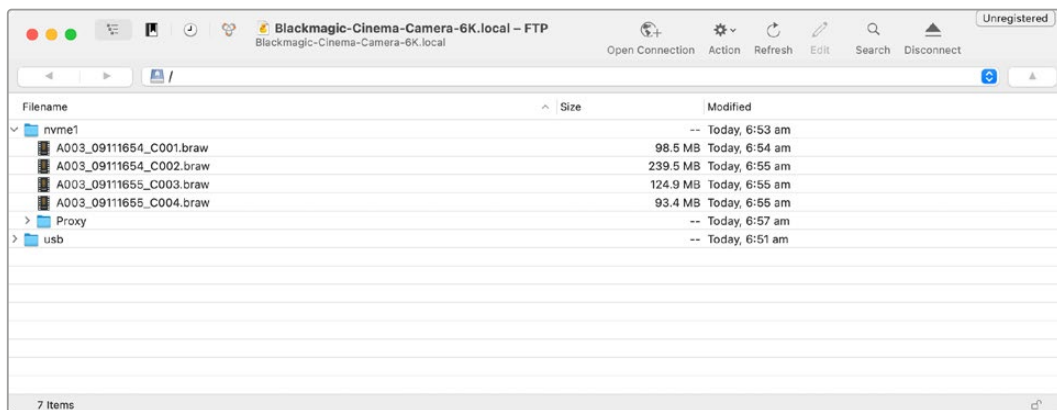 Blackmagic-Cinema-Camera-6K.local – FTP
Blackmagic-Cinema-Camera-6K.local
Open Connection Action Refresh Edit Search Disconnect
Unregistered
/
Filename Size Modified
nvme1 -- Today, 6:53 am
A003_09111654_C001.braw 98.5 MB Today, 6:54 am
A003_09111654_C002.braw 239.5 MB Today, 6:55 am
A003_09111655_C003.braw 124.9 MB Today, 6:55 am
A003_09111655_C004.braw 93.4 MB Today, 6:55 am
Proxy -- Today, 6:57 am
usb -- Today, 6:51 am
7 Items